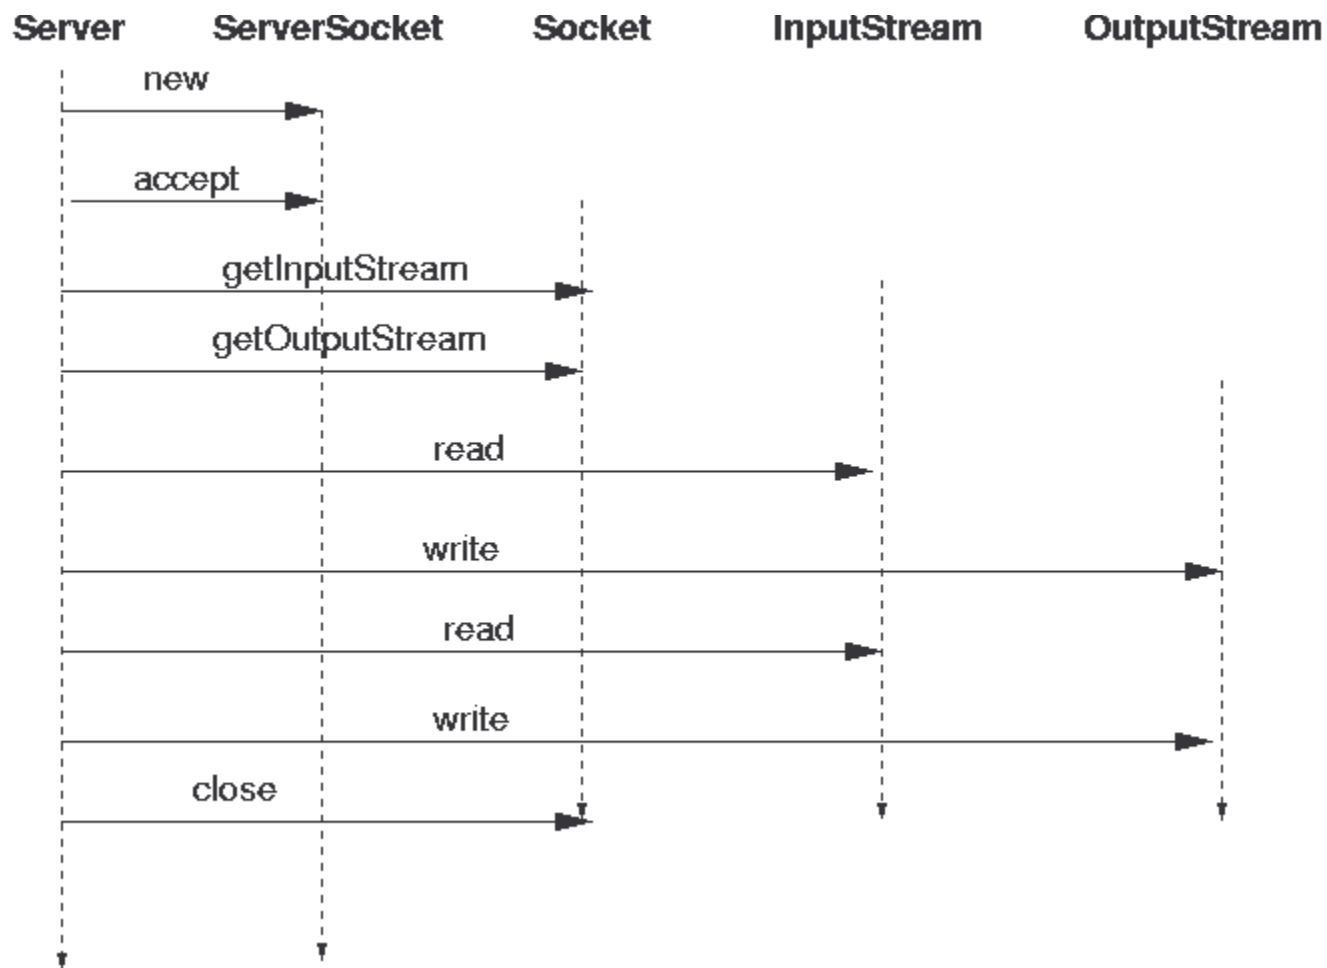 Server ServerSocket Socket InputStream OutputStream
new
accept
getInputStream
getOutputStream
read
write
read
write
close